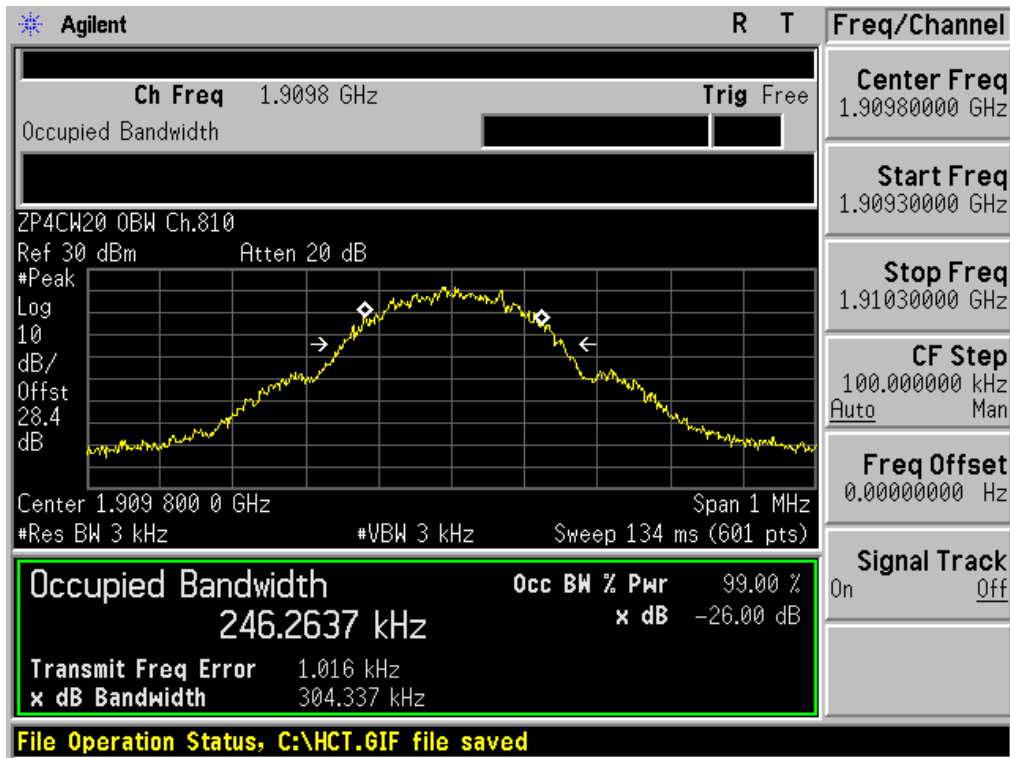 Agilent R T
Ch Freq 1.9098 GHz Trig Free
Occupied Bandwidth
ZP4CW20 OBW Ch.810
Ref 30 dBm Atten 20 dB
#Peak
Log
10
dB/
Offst
28.4
dB
Center 1.909 800 0 GHz Span 1 MHz
#Res BW 3 kHz #VBW 3 kHz Sweep 134 ms (601 pts)
Occupied Bandwidth Occ BW % Pwr 99.00 %
246.2637 kHz x dB -26.00 dB
Transmit Freq Error 1.016 kHz
x dB Bandwidth 304.337 kHz
File Operation Status, C:\HCT.GIF file saved
Freq/Channel
Center Freq
1.90980000 GHz
Start Freq
1.90930000 GHz
Stop Freq
1.91030000 GHz
CF Step
100.000000 kHz
Auto Man
Freq Offset
0.00000000 Hz
Signal Track
On Off